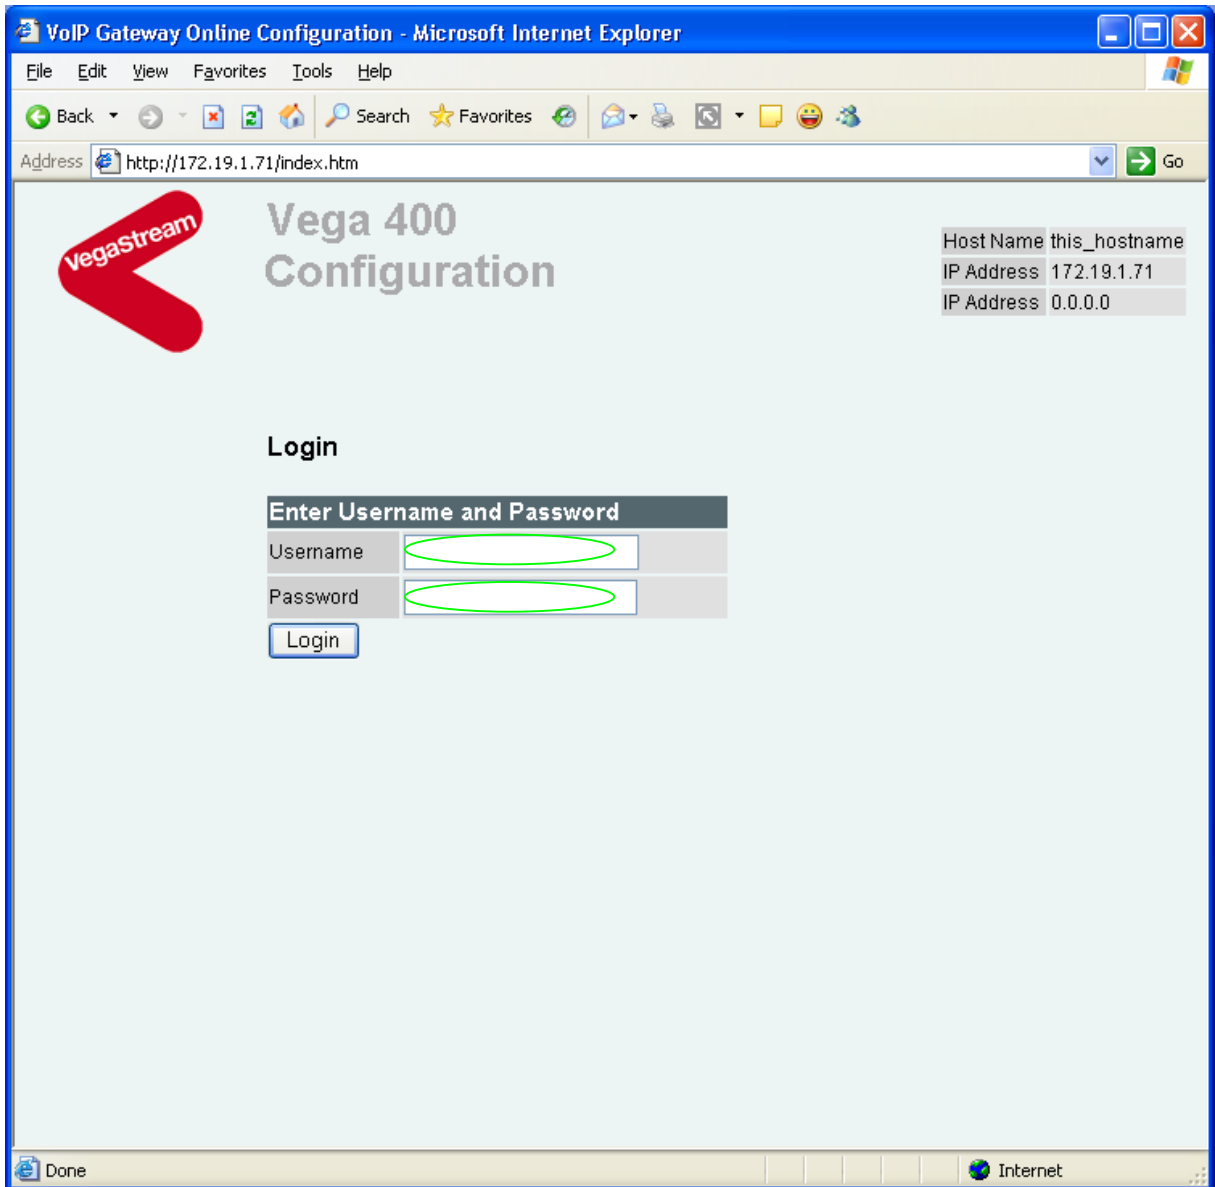 VoIP Gateway Online Configuration - Microsoft Internet Explorer
File Edit View Favorites Tools Help
Back Search Favorites
Address http://172.19.1.71/index.htm Go
vegastream
Vega 400
Configuration
Host Name this_hostname
IP Address 172.19.1.71
IP Address 0.0.0.0
Login
Enter Username and Password
Username
Password
Login
Done Internet